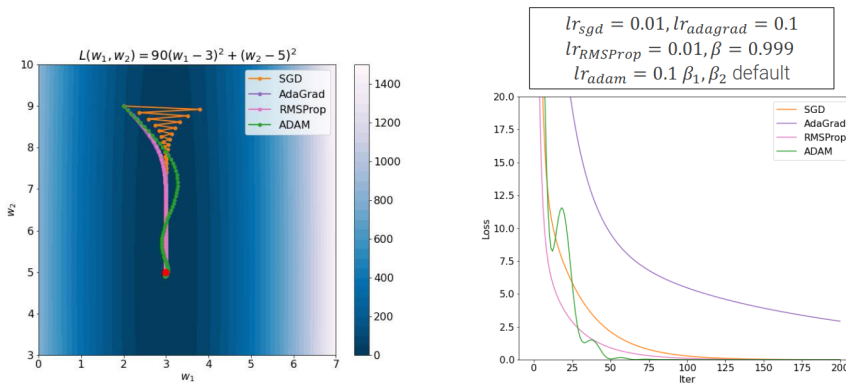 L(w₁, w₂) = 90(w₁−3)² + (w₂−5)²
10
9
8
7
6
5
4
3
w₂
0
1
2
3
4
5
6
7
w₁
SGD
AdaGrad
RMSProp
ADAM
1400
1200
1000
800
600
400
200
0
lr_sgd = 0.01, lr_adagrad = 0.1
lr_RMSProp = 0.01, β = 0.999
lr_adam = 0.1 β₁, β₂ default
20.0
17.5
15.0
12.5
10.0
7.5
5.0
2.5
0.0
Loss
0
25
50
75
100
125
150
175
200
Iter
SGD
AdaGrad
RMSProp
ADAM